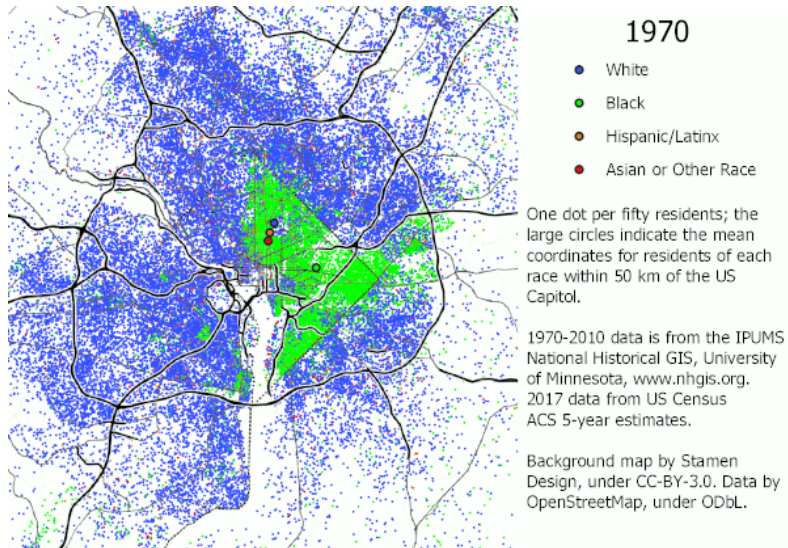 1970
White
Black
Hispanic/Latinx
Asian or Other Race
One dot per fifty residents; the
large circles indicate the mean
coordinates for residents of each
race within 50 km of the US
Capitol.
1970-2010 data is from the IPUMS
National Historical GIS, University
of Minnesota, www.nhgis.org.
2017 data from US Census
ACS 5-year estimates.
Background map by Stamen
Design, under CC-BY-3.0. Data by
OpenStreetMap, under ODbL.